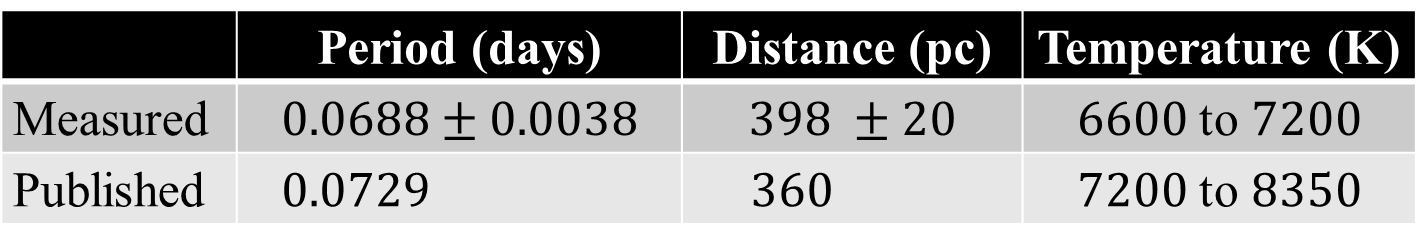 Period (days) Distance (pc) Temperature (K)
Measured 0.0688 ± 0.0038 398 ± 20 6600 to 7200
Published 0.0729 360 7200 to 8350